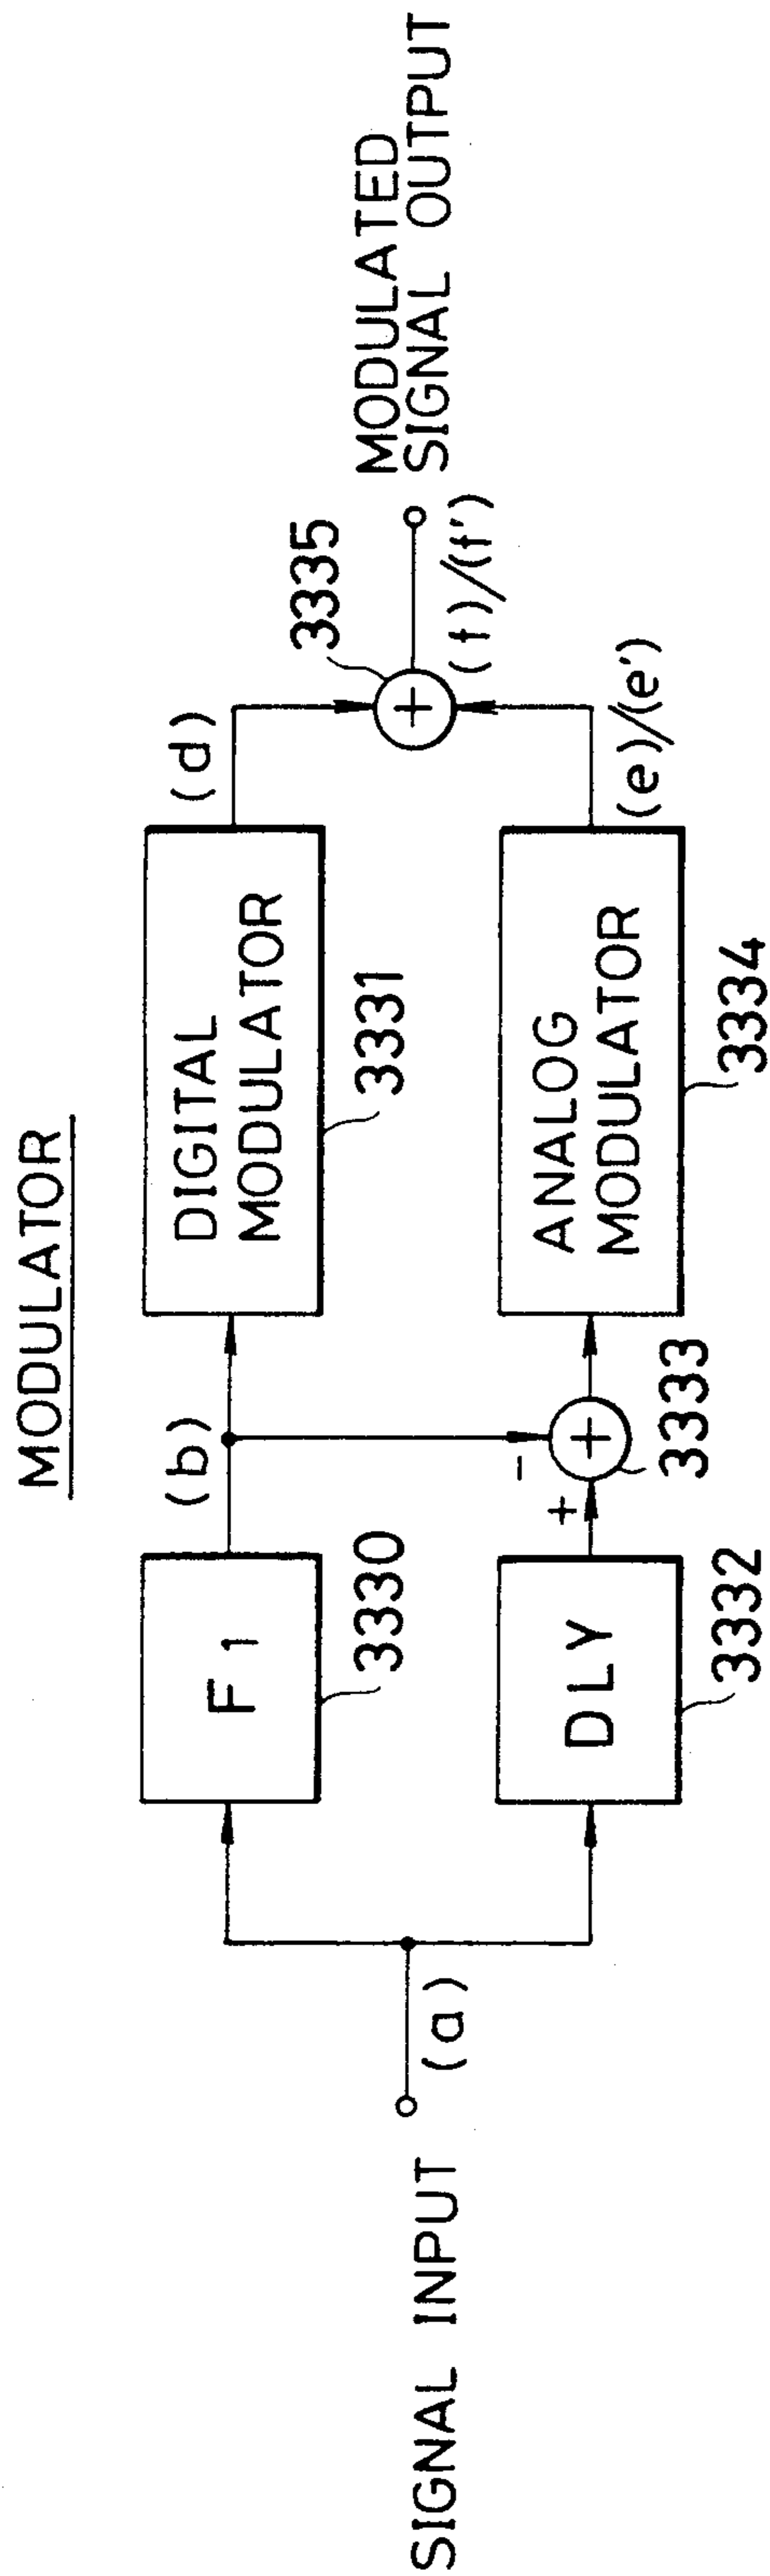 MODULATOR
SIGNAL INPUT
(a)
F1
3330
(b)
DIGITAL
MODULATOR
3331
(d)
DLY
3332
+
-
+
3333
ANALOG
MODULATOR
3334
(e)/(e')
+
3335
(f)/(f')
MODULATED
SIGNAL OUTPUT